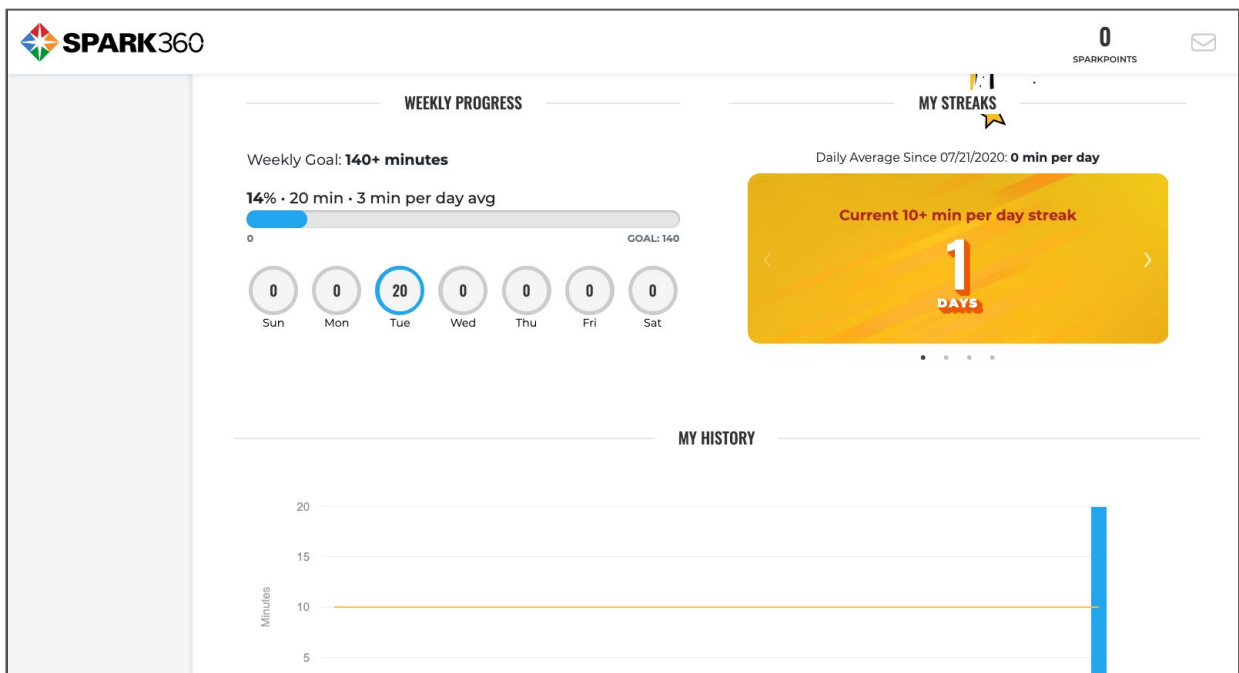 SPARK360
0
SPARKPOINTS
WEEKLY PROGRESS
Weekly Goal: 140+ minutes
14% · 20 min · 3 min per day avg
0 GOAL: 140
0 0 20 0 0 0 0
Sun Mon Tue Wed Thu Fri Sat
MY STREAKS
Daily Average Since 07/21/2020: 0 min per day
Current 10+ min per day streak
1
DAYS
MY HISTORY
20
15
10
5
Minutes